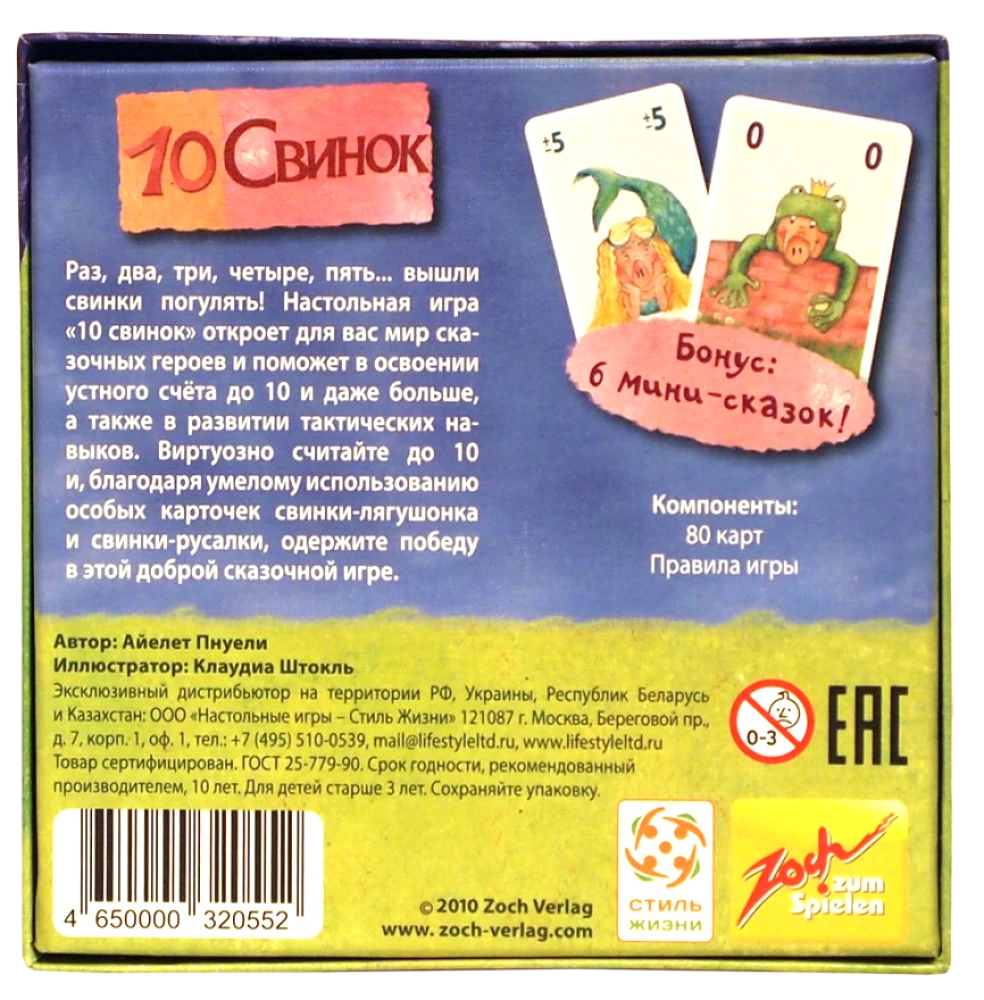 10 Свинок
±5
±5
0
0
Раз, два, три, четыре, пять... вышли
свинки погулять! Настольная игра
«10 свинок» откроет для вас мир ска-
зочных героев и поможет в освоении
устного счёта до 10 и даже больше,
а также в развитии тактических на-
выков. Виртуозно считайте до 10
и, благодаря умелому использованию
особых карточек свинки-лягушонка
и свинки-русалки, одержите победу
в этой доброй сказочной игре.
Бонус:
6 мини-сказок!
Компоненты:
80 карт
Правила игры
Автор: Айелет Пнуели
Иллюстратор: Клаудиа Штокль
Эксклюзивный дистрибьютор на территории РФ, Украины, Республик Беларусь
и Казахстан: ООО «Настольные игры – Стиль Жизни» 121087 г. Москва, Береговой пр.,
д. 7, корп. 1, оф. 1, тел.: +7 (495) 510-0539, mail@lifestyleltd.ru, www.lifestyleltd.ru
Товар сертифицирован. ГОСТ 25-779-90. Срок годности, рекомендованный
производителем, 10 лет. Для детей старше 3 лет. Сохраняйте упаковку.
0-3
EAC
4 650000 320552
© 2010 Zoch Verlag
www.zoch-verlag.com
СТИЛЬ
ЖИЗНИ
Zoch!
zum
Spielen